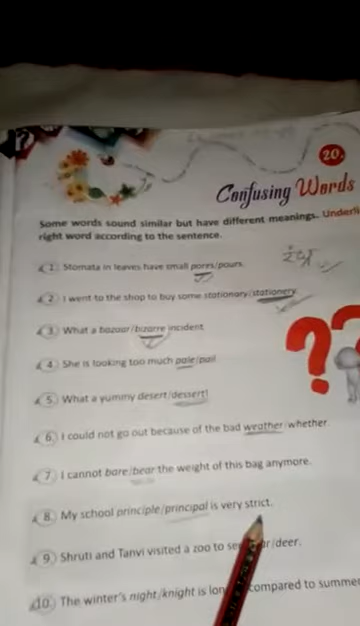 20.
Confusing Words
Some words sound similar but have different meanings. Underli
right word according to the sentence.
1. Stomata in leaves have small pores/pours.
2. I went to the shop to buy some stationary/stationery.
3. What a bazaar/bizarre incident
4. She is looking too much pale/pail
5. What a yummy desert/dessert!
6. I could not go out because of the bad weather/whether.
7. I cannot bare/bear the weight of this bag anymore.
8. My school principle/principal is very strict.
9. Shruti and Tanvi visited a zoo to /deer.
10. The winter's night/knight is compared to summe